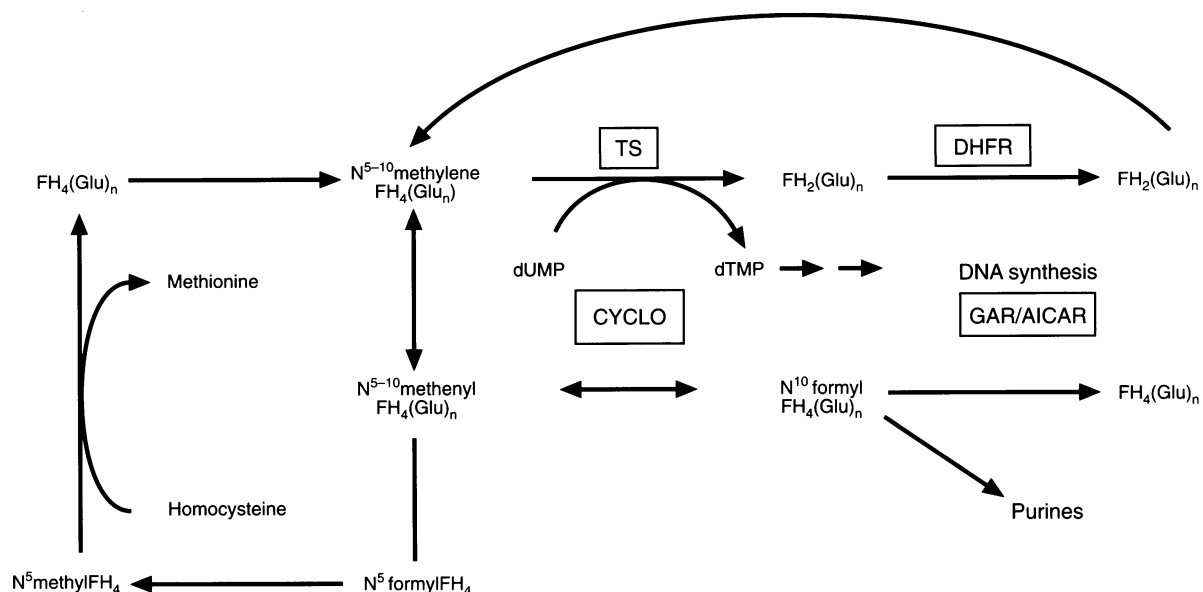 TS
DHFR
FH₄(Glu)ₙ
N⁵⁻¹⁰methylene
FH₄(Gluₙ)
FH₂(Glu)ₙ
FH₂(Glu)ₙ
Methionine
dUMP
dTMP
DNA synthesis
CYCLO
GAR/AICAR
N⁵⁻¹⁰methenyl
FH₄(Glu)ₙ
N¹⁰ formyl
FH₄(Glu)ₙ
FH₄(Glu)ₙ
Homocysteine
Purines
N⁵methylFH₄
N⁵ formylFH₄